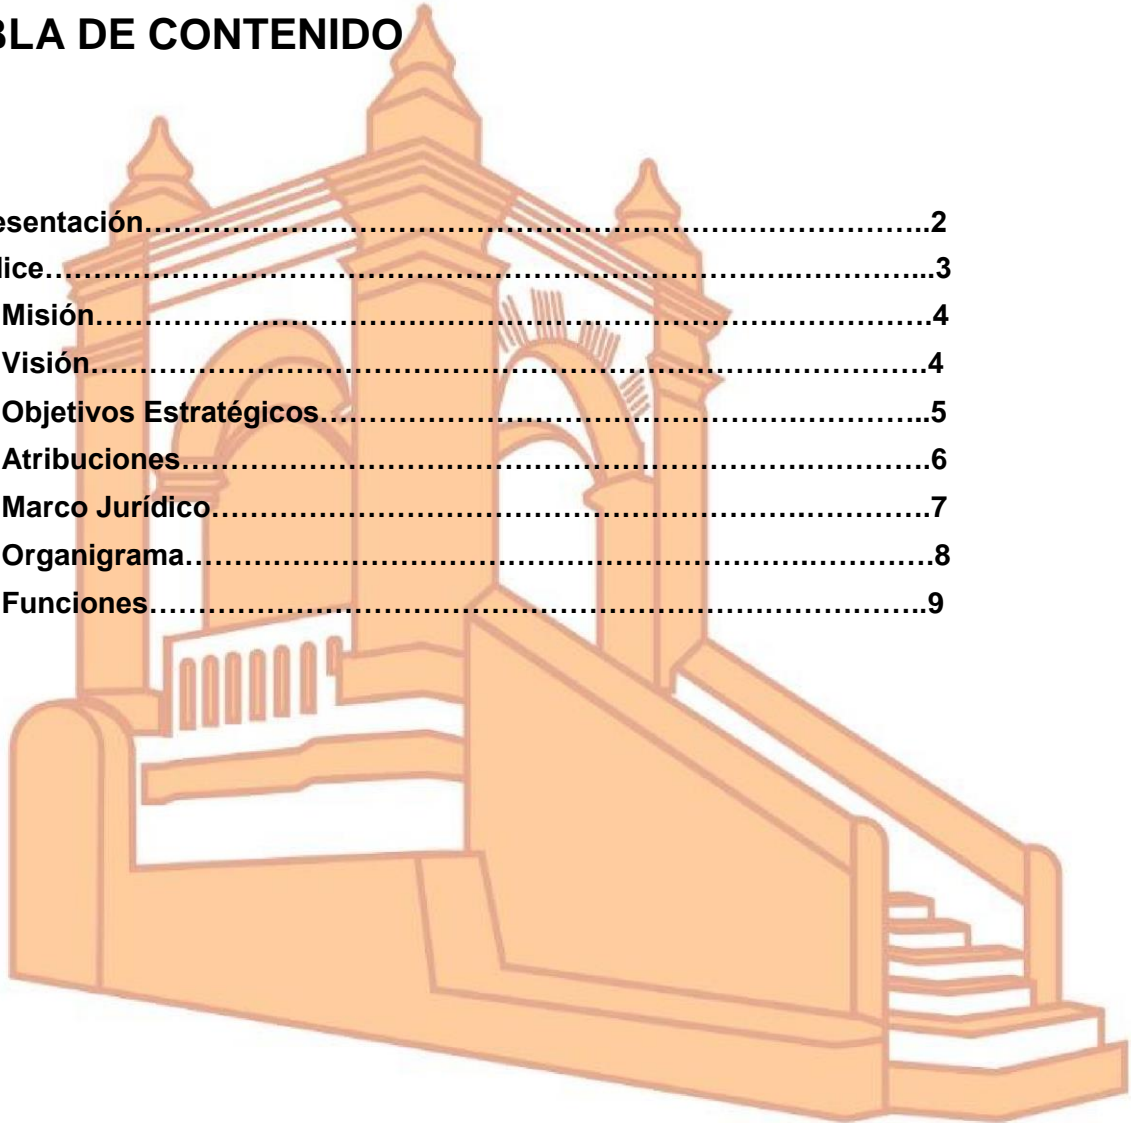 BLA DE CONTENIDO
esentación……………………………………………………………….………………..2
dice……………………………………………………………….….…………...3
Misión……………………………………………………………….…………….4
Visión……………………………………………………………..…………….4
Objetivos Estratégicos……………………………………………………………...5
Atribuciones……………………………………………………….…………..6
Marco Jurídico……………………………………………………….………….7
Organigrama……………………………………………………….………….8
Funciones……………………………………………………………………..9